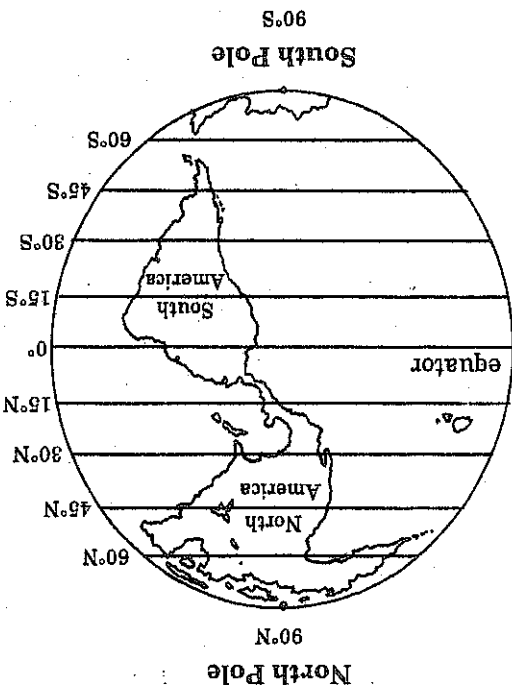 North Pole
90°N
60°N
North
America
45°N
30°N
15°N
equator
0°
South
America
15°S
30°S
45°S
60°S
South Pole
90°S